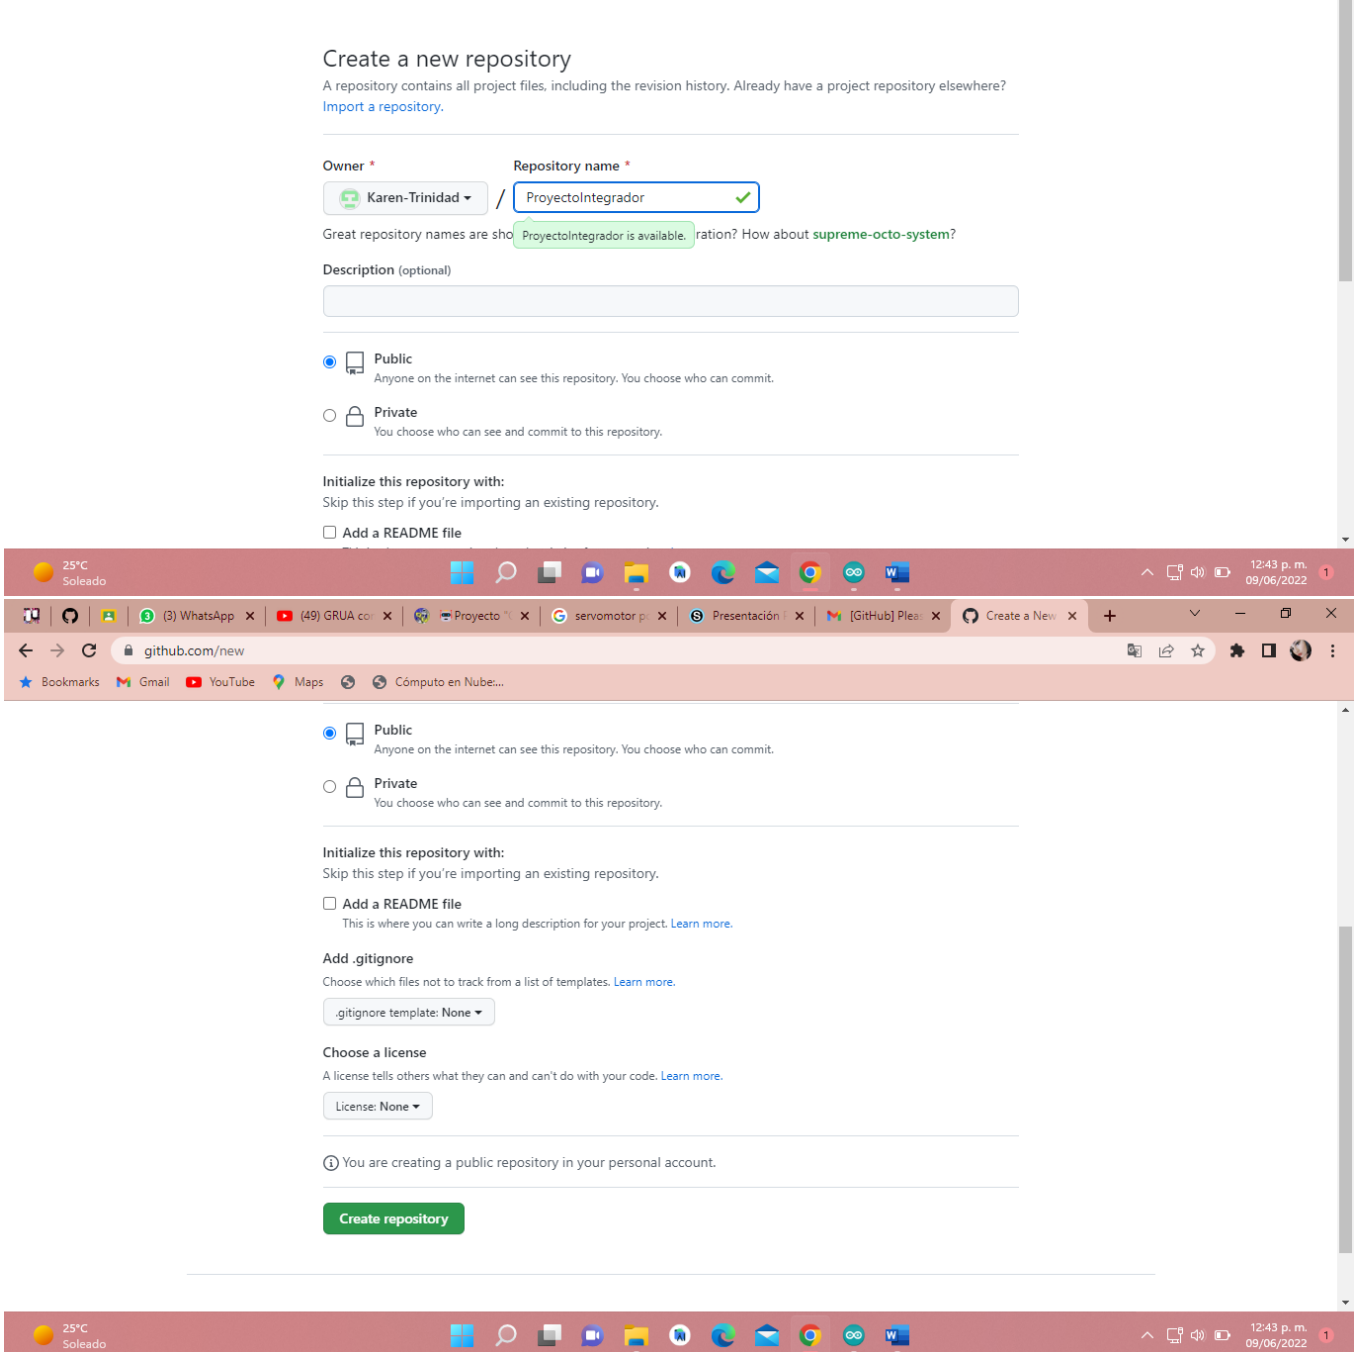 Create a new repository
A repository contains all project files, including the revision history. Already have a project repository elsewhere?
Import a repository.
Owner *
Repository name *
Karen-Trinidad
/
ProyectoIntegrador
Great repository names are sho
ProyectoIntegrador is available.
ration? How about supreme-octo-system?
Description (optional)
Public
Anyone on the internet can see this repository. You choose who can commit.
Private
You choose who can see and commit to this repository.
Initialize this repository with:
Skip this step if you're importing an existing repository.
Add a README file
25°C
Soleado
12:43 p. m.
09/06/2022
1
(3) WhatsApp
(49) GRUA con
Proyecto "
servomotor po
Presentación
[GitHub] Pleas
Create a New
github.com/new
Bookmarks
Gmail
YouTube
Maps
Cómputo en Nube:...
Public
Anyone on the internet can see this repository. You choose who can commit.
Private
You choose who can see and commit to this repository.
Initialize this repository with:
Skip this step if you're importing an existing repository.
Add a README file
This is where you can write a long description for your project. Learn more.
Add .gitignore
Choose which files not to track from a list of templates. Learn more.
.gitignore template: None
Choose a license
A license tells others what they can and can't do with your code. Learn more.
License: None
You are creating a public repository in your personal account.
Create repository
25°C
Soleado
12:43 p. m.
09/06/2022
1